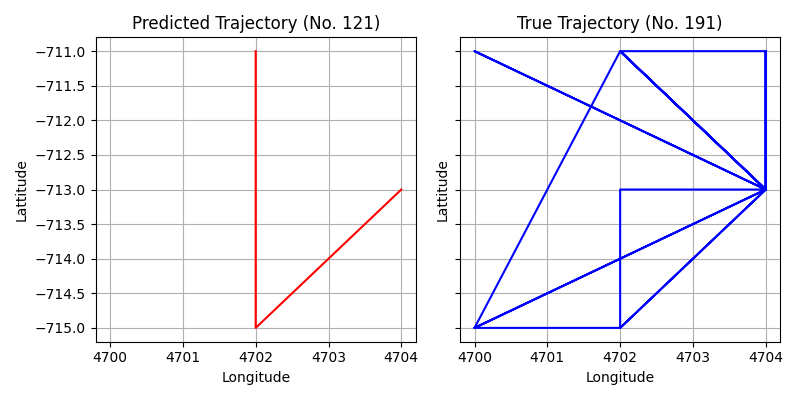 Predicted Trajectory (No. 121)
True Trajectory (No. 191)
Lattitude
−711.0
−711.5
−712.0
−712.5
−713.0
−713.5
−714.0
−714.5
−715.0
4700 4701 4702 4703 4704
Longitude
Lattitude
4700 4701 4702 4703 4704
Longitude